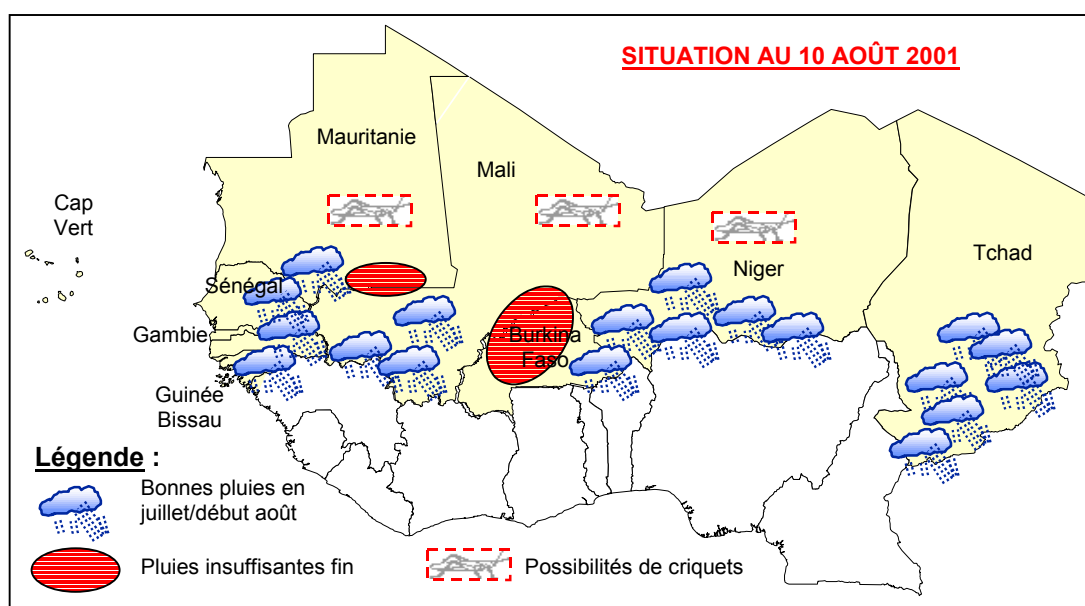 SITUATION AU 10 AOÛT 2001
Mauritanie
Mali
Cap
Vert
Niger
Tchad
Sénégal
Gambie
Burkina
Faso
Guinée
Bissau
Légende :
Bonnes pluies en
juillet/début août
Pluies insuffisantes fin
Possibilités de criquets